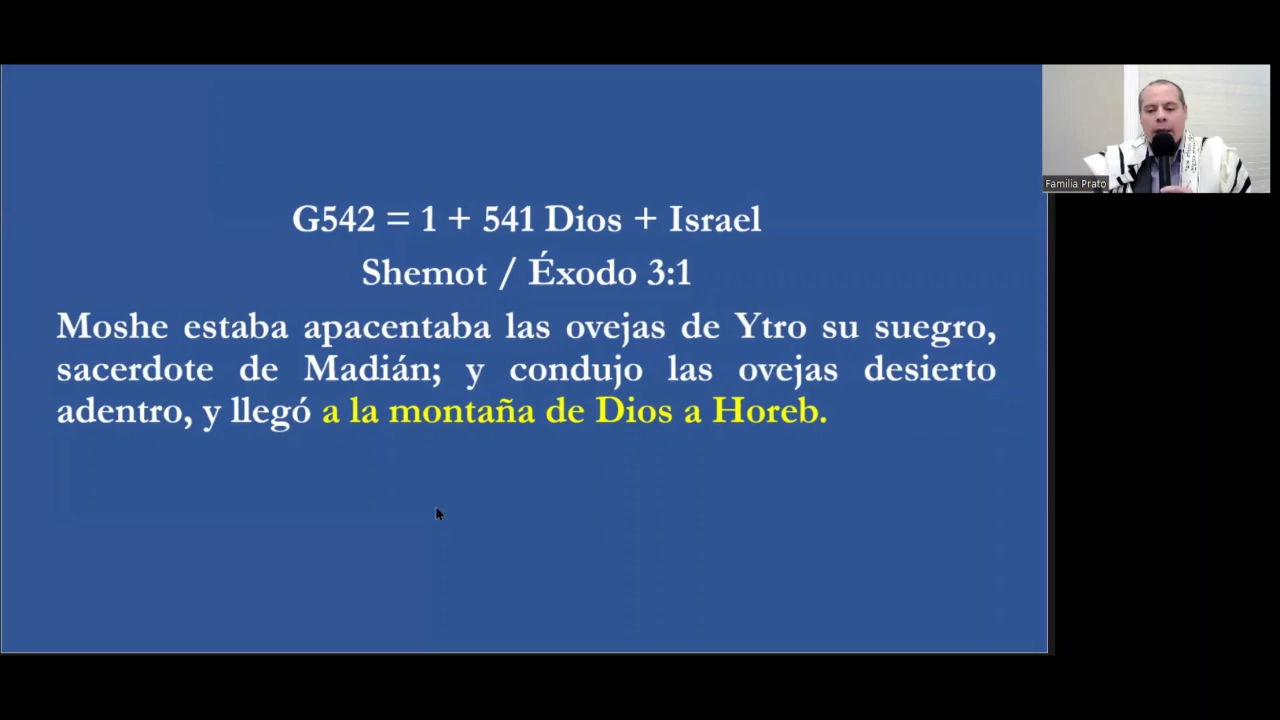 G542 = 1 + 541 Dios + Israel
Shemot / Éxodo 3:1
Moshe estaba apacentaba las ovejas de Ytro su suegro,
sacerdote de Madián; y condujo las ovejas desierto
adentro, y llegó a la montaña de Dios a Horeb.
Familia Prato